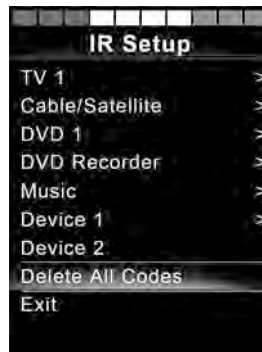 IR Setup
TV 1 >
Cable/Satellite >
DVD 1 >
DVD Recorder >
Music >
Device 1 >
Device 2
Delete All Codes
Exit